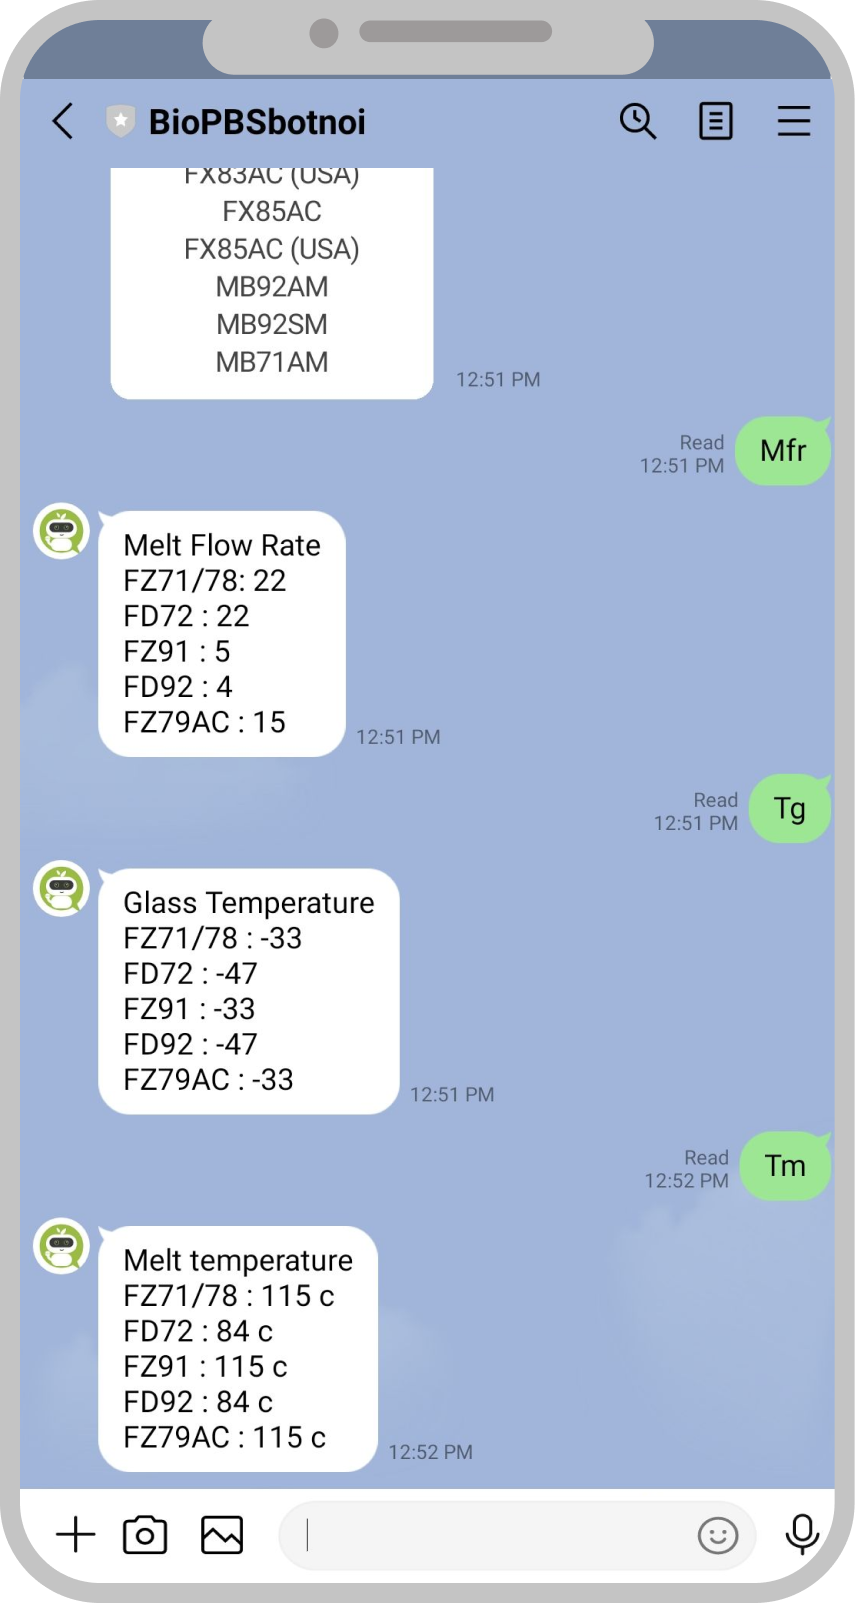 BioPBSbotnoi
FX83AC (USA)
FX85AC
FX85AC (USA)
MB92AM
MB92SM
MB71AM
12:51 PM
Read
12:51 PM
Mfr
Melt Flow Rate
FZ71/78: 22
FD72 : 22
FZ91 : 5
FD92 : 4
FZ79AC : 15
12:51 PM
Read
12:51 PM
Tg
Glass Temperature
FZ71/78 : -33
FD72 : -47
FZ91 : -33
FD92 : -47
FZ79AC : -33
12:51 PM
Read
12:52 PM
Tm
Melt temperature
FZ71/78 : 115 c
FD72 : 84 c
FZ91 : 115 c
FD92 : 84 c
FZ79AC : 115 c
12:52 PM